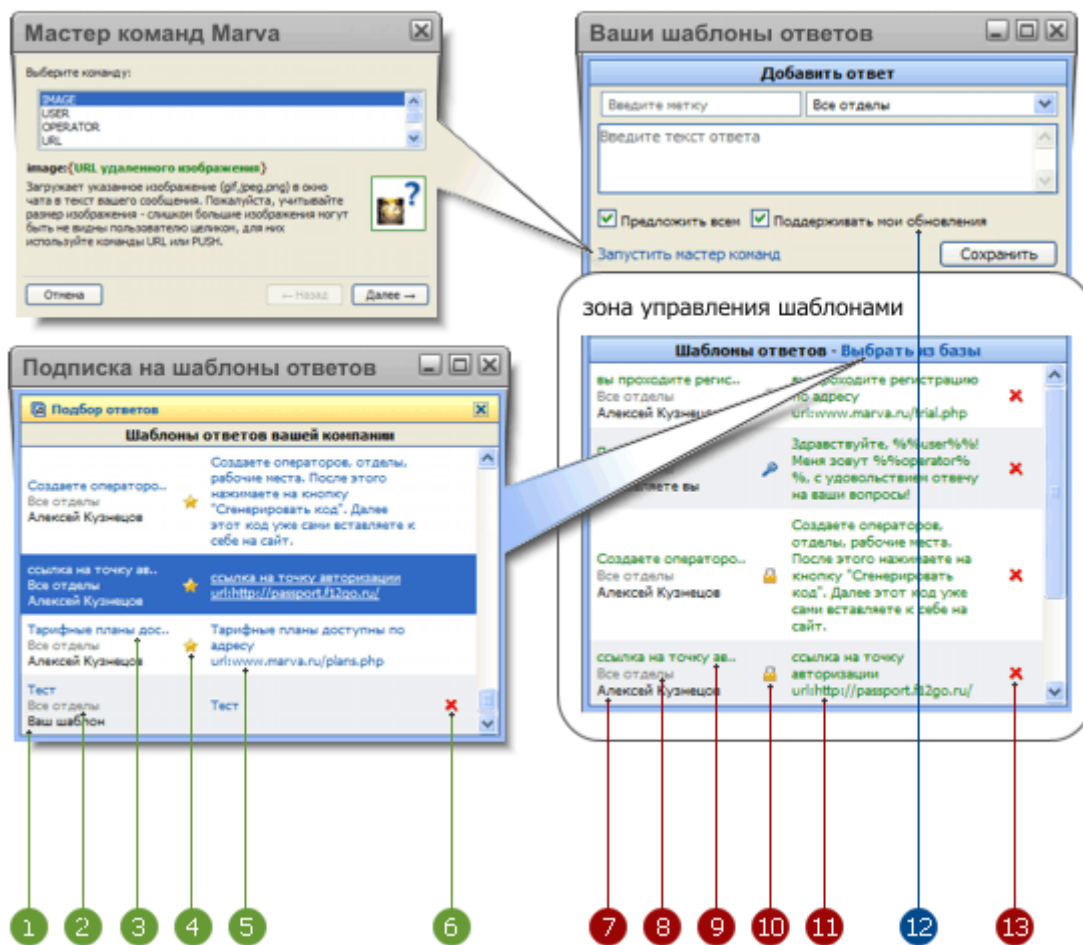 Мастер команд Marva
Выберите команду:
IMAGE
USER
OPERATOR
URL
image:{URL удаленного изображения}
Загружает указанное изображение (gif,jpeg,png) в окно
чата в текст вашего сообщения. Пожалуйста, учитывайте
размер изображения - слишком большие изображения могут
быть не видны пользователю целиком, для них
используйте команды URL или PUSH.
Отмена
← Назад
Далее →
Ваши шаблоны ответов
Добавить ответ
Введите метку
Все отделы
Введите текст ответа
Предложить всем
Поддерживать мои обновления
Запустить мастер команд
Сохранить
зона управления шаблонами
Шаблоны ответов - Выбрать из базы
вы проходите регис..
Все отделы
Алексей Кузнецов
вы проходите регистрацию
по адресу
url:www.marva.ru/trial.php
Здравствуйте, %%user%%!
Меня зовут %%operator%
%, с удовольствием отвечу
на ваши вопросы!
вы
Создаете операторо..
Все отделы
Алексей Кузнецов
Создаете операторов,
отделы, рабочие места.
После этого нажимаете на
кнопку "Сгенерировать
код". Далее этот код уже
сами вставляете к себе на
сайт.
ссылка на точку ав..
Все отделы
Алексей Кузнецов
ссылка на точку
авторизации
url:http://passport.f12go.ru/
Подписка на шаблоны ответов
Подбор ответов
Шаблоны ответов вашей компании
Создаете операторо..
Все отделы
Алексей Кузнецов
Создаете операторов, отделы,
рабочие места. После этого
нажимаете на кнопку
"Сгенерировать код". Далее
этот код уже сами вставляете к
себе на сайт.
ссылка на точку ав..
Все отделы
Алексей Кузнецов
ссылка на точку авторизации
url:http://passport.f12go.ru/
Тарифные планы дос..
Все отделы
Алексей Кузнецов
Тарифные планы доступны по
адресу
url:www.marva.ru/plans.php
Тест
Все отделы
Ваш шаблон
Тест
1 2 3 4 5 6 7 8 9 10 11 12 13